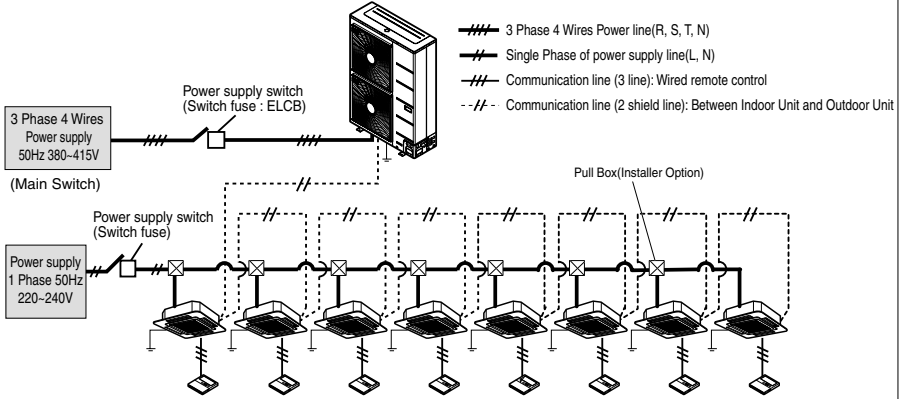 3 Phase 4 Wires Power line(R, S, T, N)
Single Phase of power supply line(L, N)
Communication line (3 line): Wired remote control
Communication line (2 shield line): Between Indoor Unit and Outdoor Unit
Power supply switch
(Switch fuse : ELCB)
3 Phase 4 Wires
Power supply
50Hz 380~415V
(Main Switch)
Pull Box(Installer Option)
Power supply switch
(Switch fuse)
Power supply
1 Phase 50Hz
220~240V